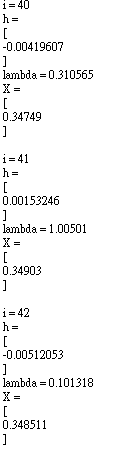 i = 40
h =
[
-0.00419607
]
lambda = 0.310565
X =
[
0.34749
]
i = 41
h =
[
0.00153246
]
lambda = 1.00501
X =
[
0.34903
]
i = 42
h =
[
-0.00512053
]
lambda = 0.101318
X =
[
0.348511
]